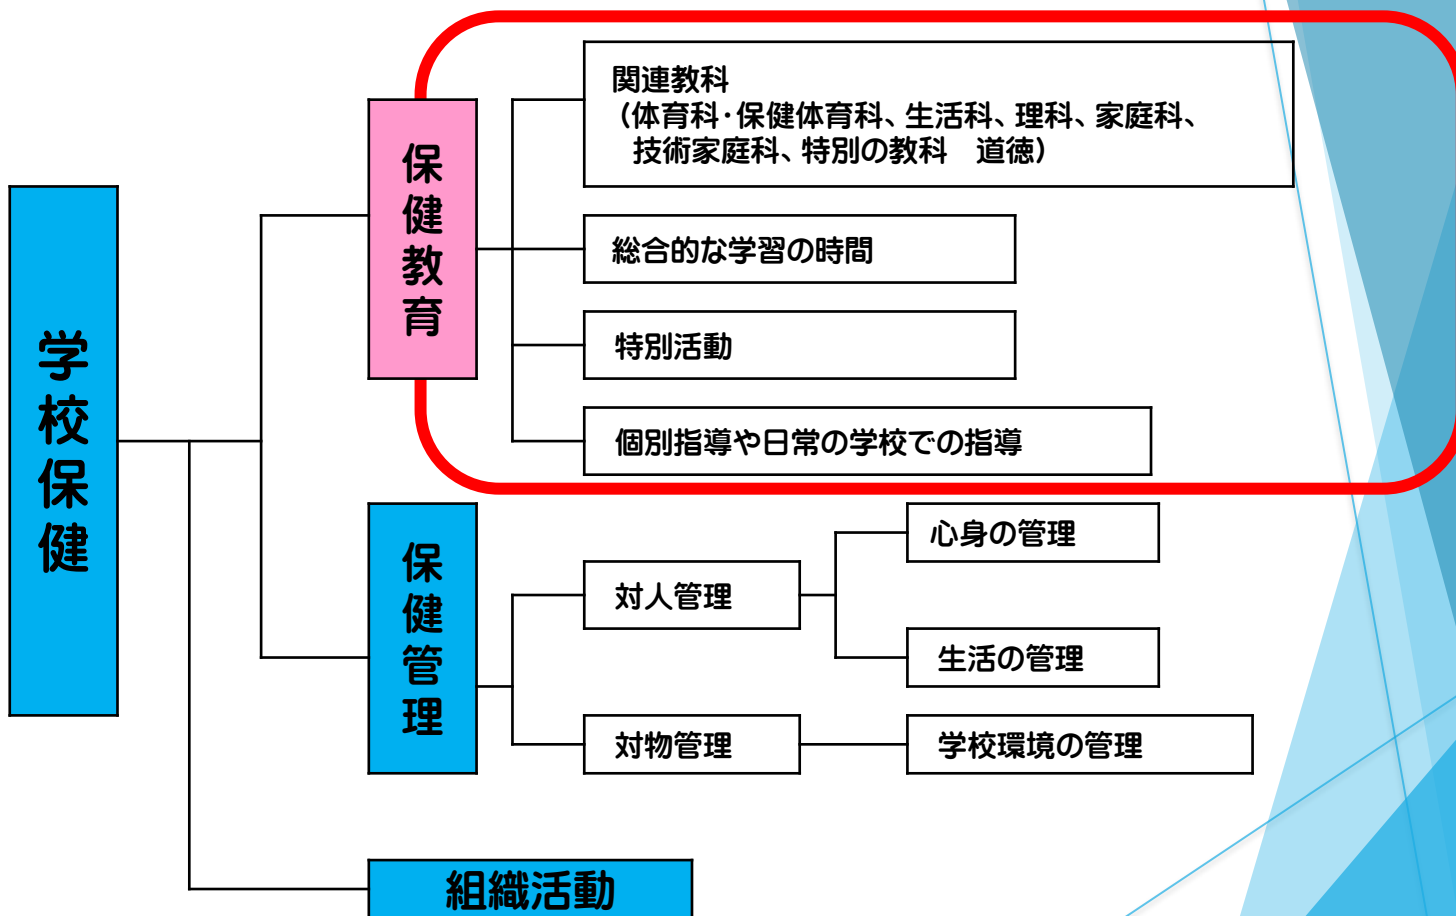 学校保健
保健教育
関連教科
（体育科・保健体育科、生活科、理科、家庭科、
技術家庭科、特別の教科　道徳）
総合的な学習の時間
特別活動
個別指導や日常の学校での指導
保健管理
対人管理
心身の管理
生活の管理
対物管理
学校環境の管理
組織活動